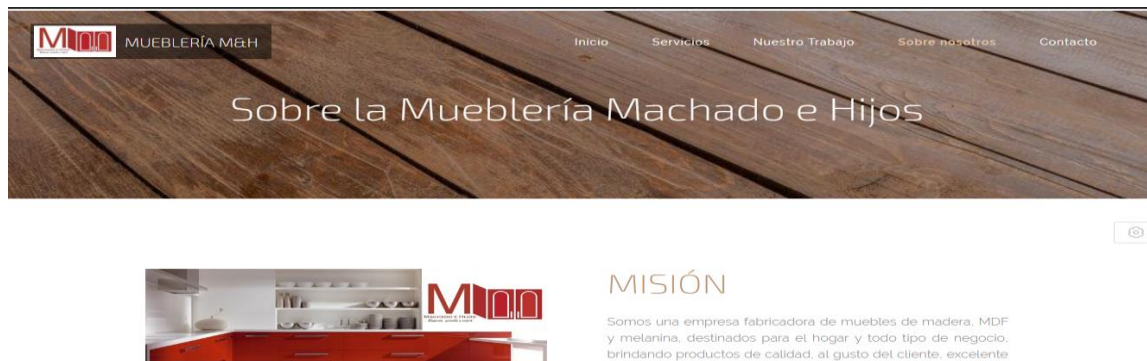 MUEBLERÍA M&H
Inicio Servicios Nuestro Trabajo Sobre nosotros Contacto
Sobre la Mueblería Machado e Hijos
MISIÓN
Machado e Hijos
Somos una empresa fabricadora de muebles de madera, MDF
y melanina, destinados para el hogar y todo tipo de negocio,
brindando productos de calidad, al gusto del cliente, excelente